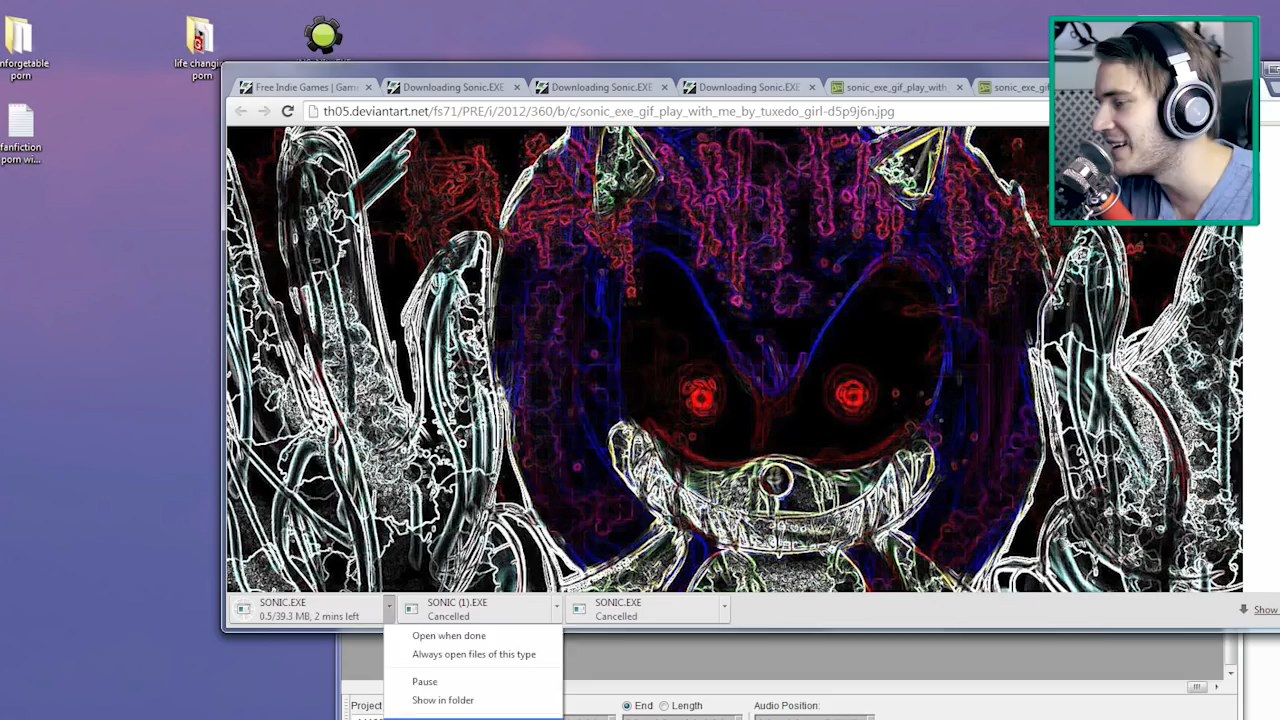 nforgetable
porn
life changin
porn
fanfiction
porn wi...
Free Indie Games | Game
Downloading Sonic.EXE
Downloading Sonic.EXE
Downloading Sonic.EXE
sonic_exe_gif_play_with_m
sonic_exe_gi
th05.deviantart.net/fs71/PRE/i/2012/360/b/c/sonic_exe_gif_play_with_me_by_tuxedo_girl-d5p9j6n.jpg
SONIC.EXE
0.5/39.3 MB, 2 mins left
SONIC (1).EXE
Cancelled
SONIC.EXE
Cancelled
Show
Open when done
Always open files of this type
Pause
Show in folder
Project
End
Length
Audio Position: